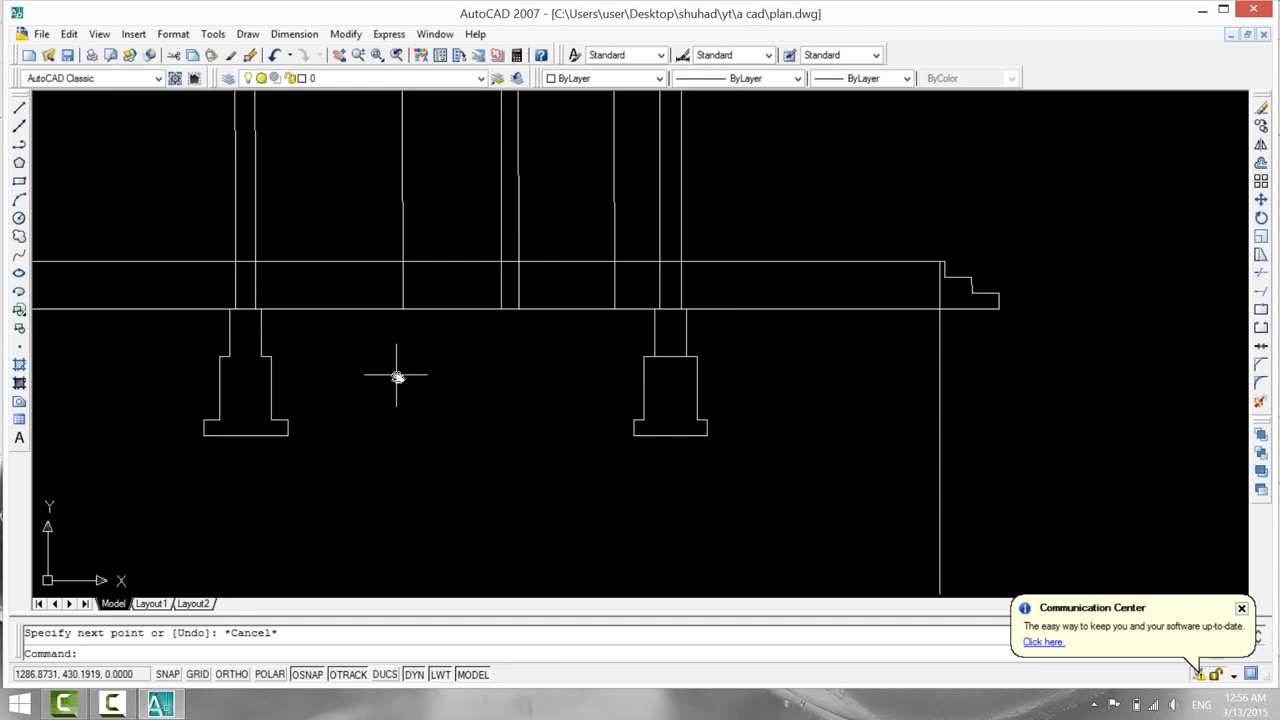 AutoCAD 2007 - [C:\Users\user\Desktop\shuhad\yt\a cad\plan.dwg]
File Edit View Insert Format Tools Draw Dimension Modify Express Window Help
Standard Standard Standard
AutoCAD Classic 0 ByLayer ByLayer ByLayer ByColor
A
Y
X
Model Layout1 Layout2
Communication Center
The easy way to keep you and your software up-to-date.
Click here.
Specify next point or [Undo]: *Cancel*
Command:
1286.8731, 430.1919, 0.0000 SNAP GRID ORTHO POLAR OSNAP OTRACK DUCS DYN LWT MODEL
ENG
12:56 AM
3/13/2015